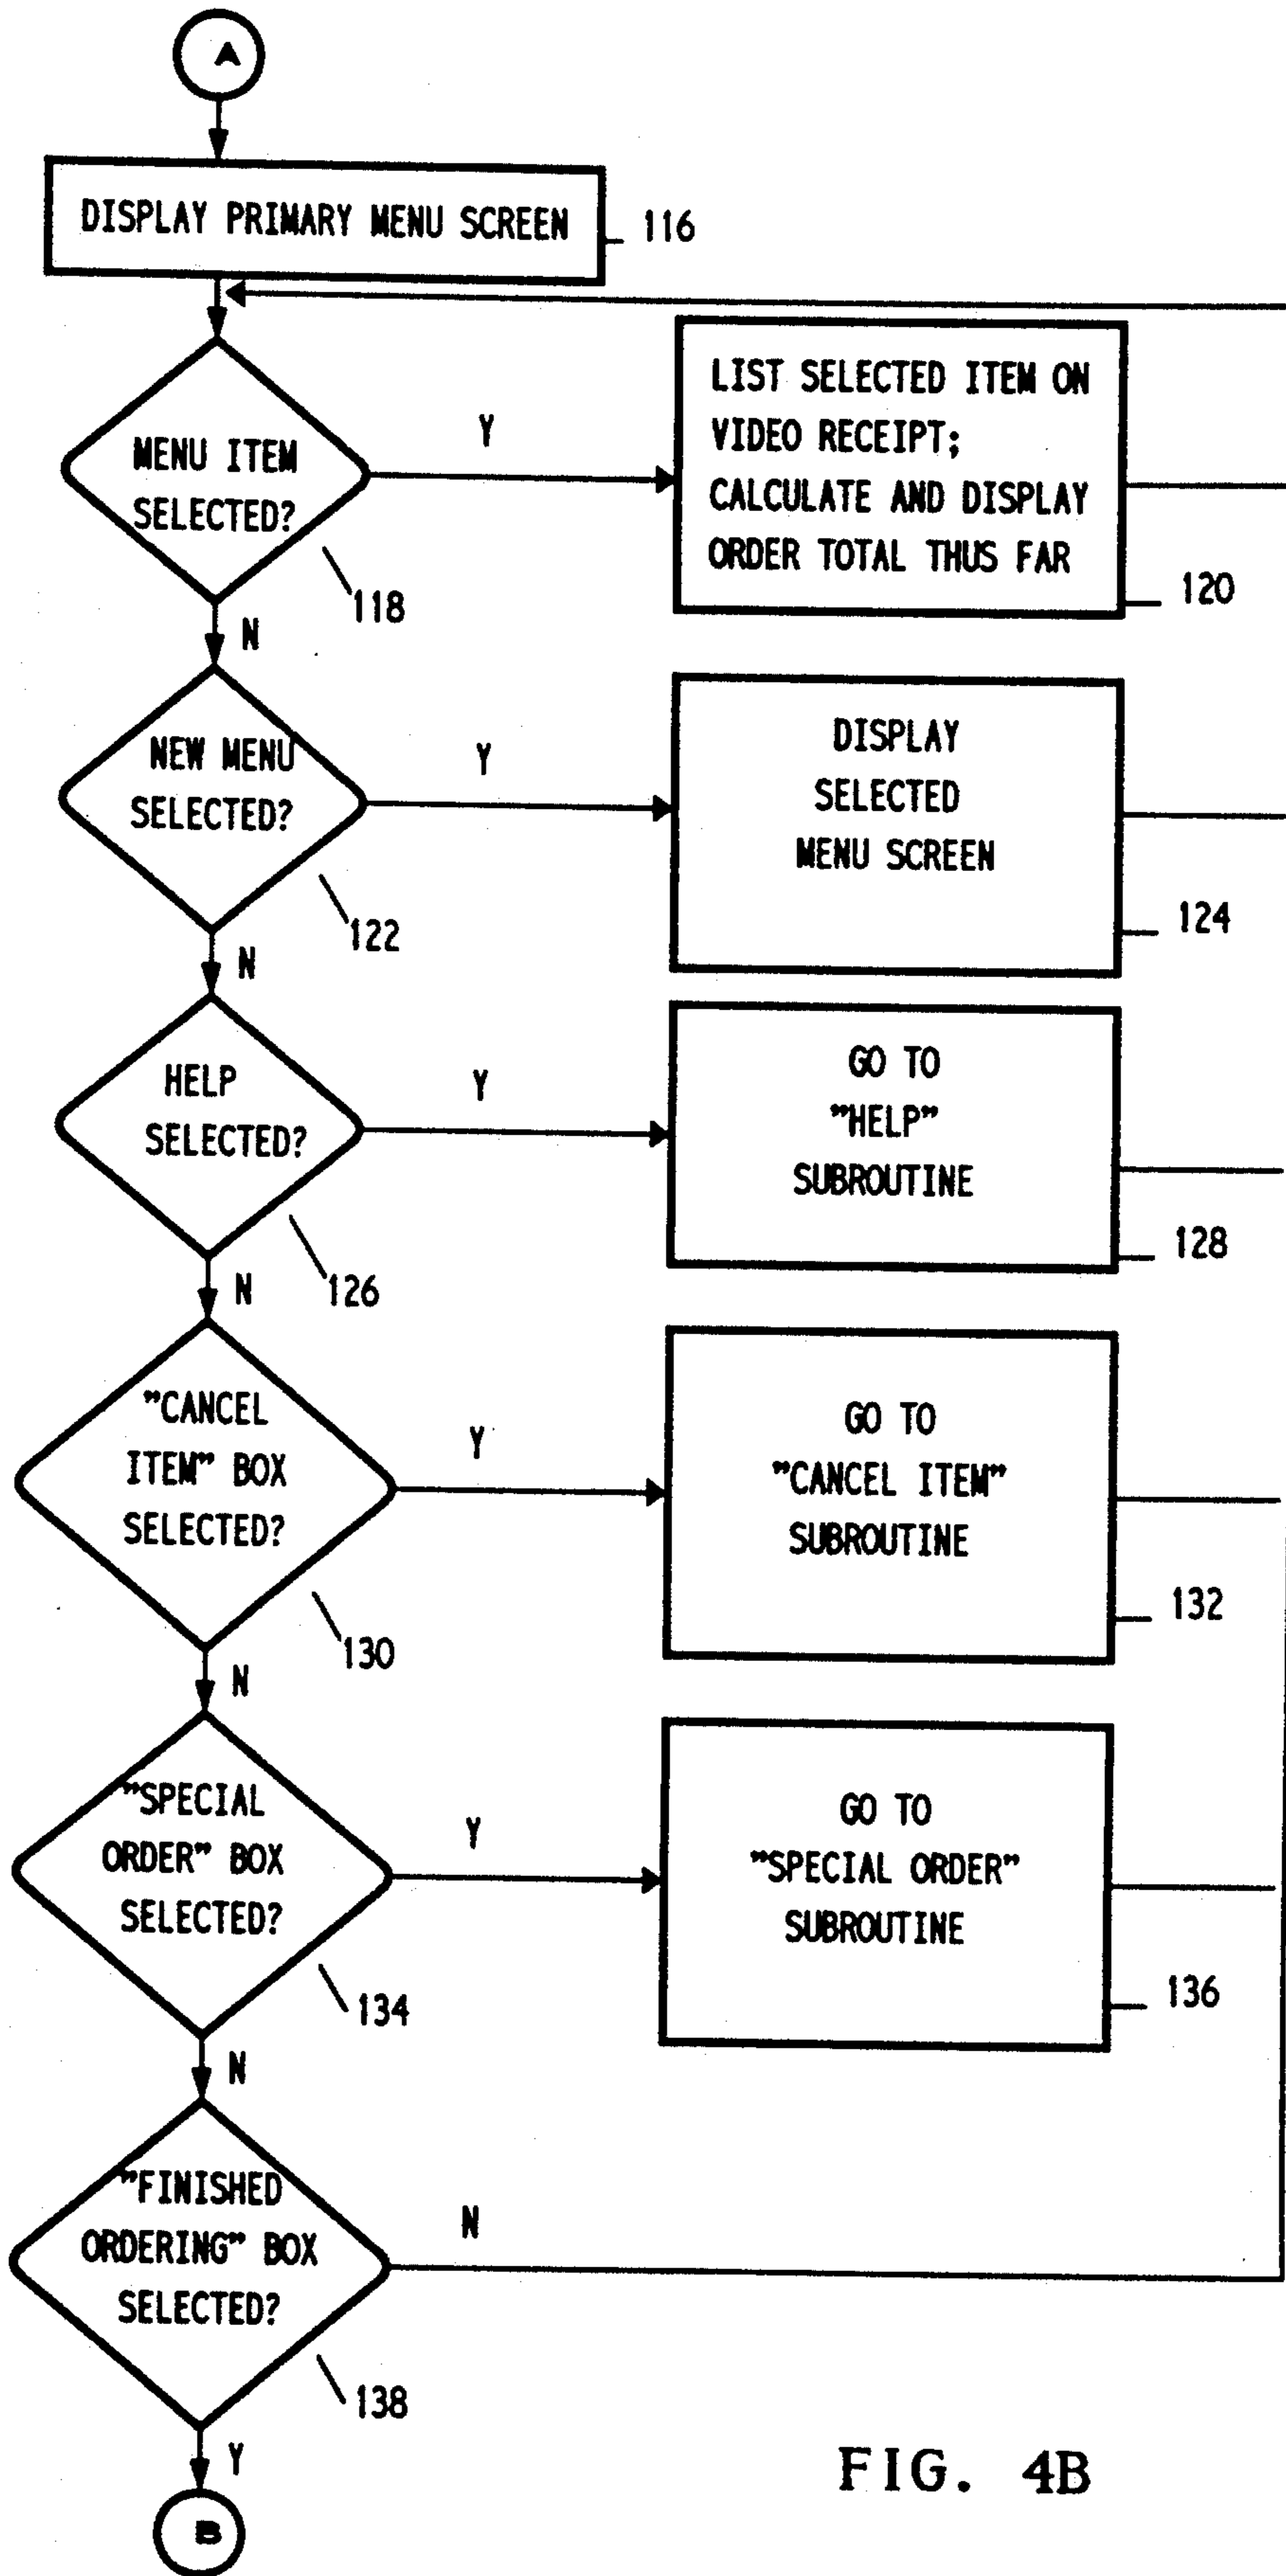 A
DISPLAY PRIMARY MENU SCREEN
116
MENU ITEM
SELECTED?
118
Y
LIST SELECTED ITEM ON
VIDEO RECEIPT;
CALCULATE AND DISPLAY
ORDER TOTAL THUS FAR
120
N
NEW MENU
SELECTED?
122
Y
DISPLAY
SELECTED
MENU SCREEN
124
N
HELP
SELECTED?
126
Y
GO TO
"HELP"
SUBROUTINE
128
N
"CANCEL
ITEM" BOX
SELECTED?
130
Y
GO TO
"CANCEL ITEM"
SUBROUTINE
132
N
"SPECIAL
ORDER" BOX
SELECTED?
134
Y
GO TO
"SPECIAL ORDER"
SUBROUTINE
136
N
"FINISHED
ORDERING" BOX
SELECTED?
138
N
Y
B
FIG. 4B